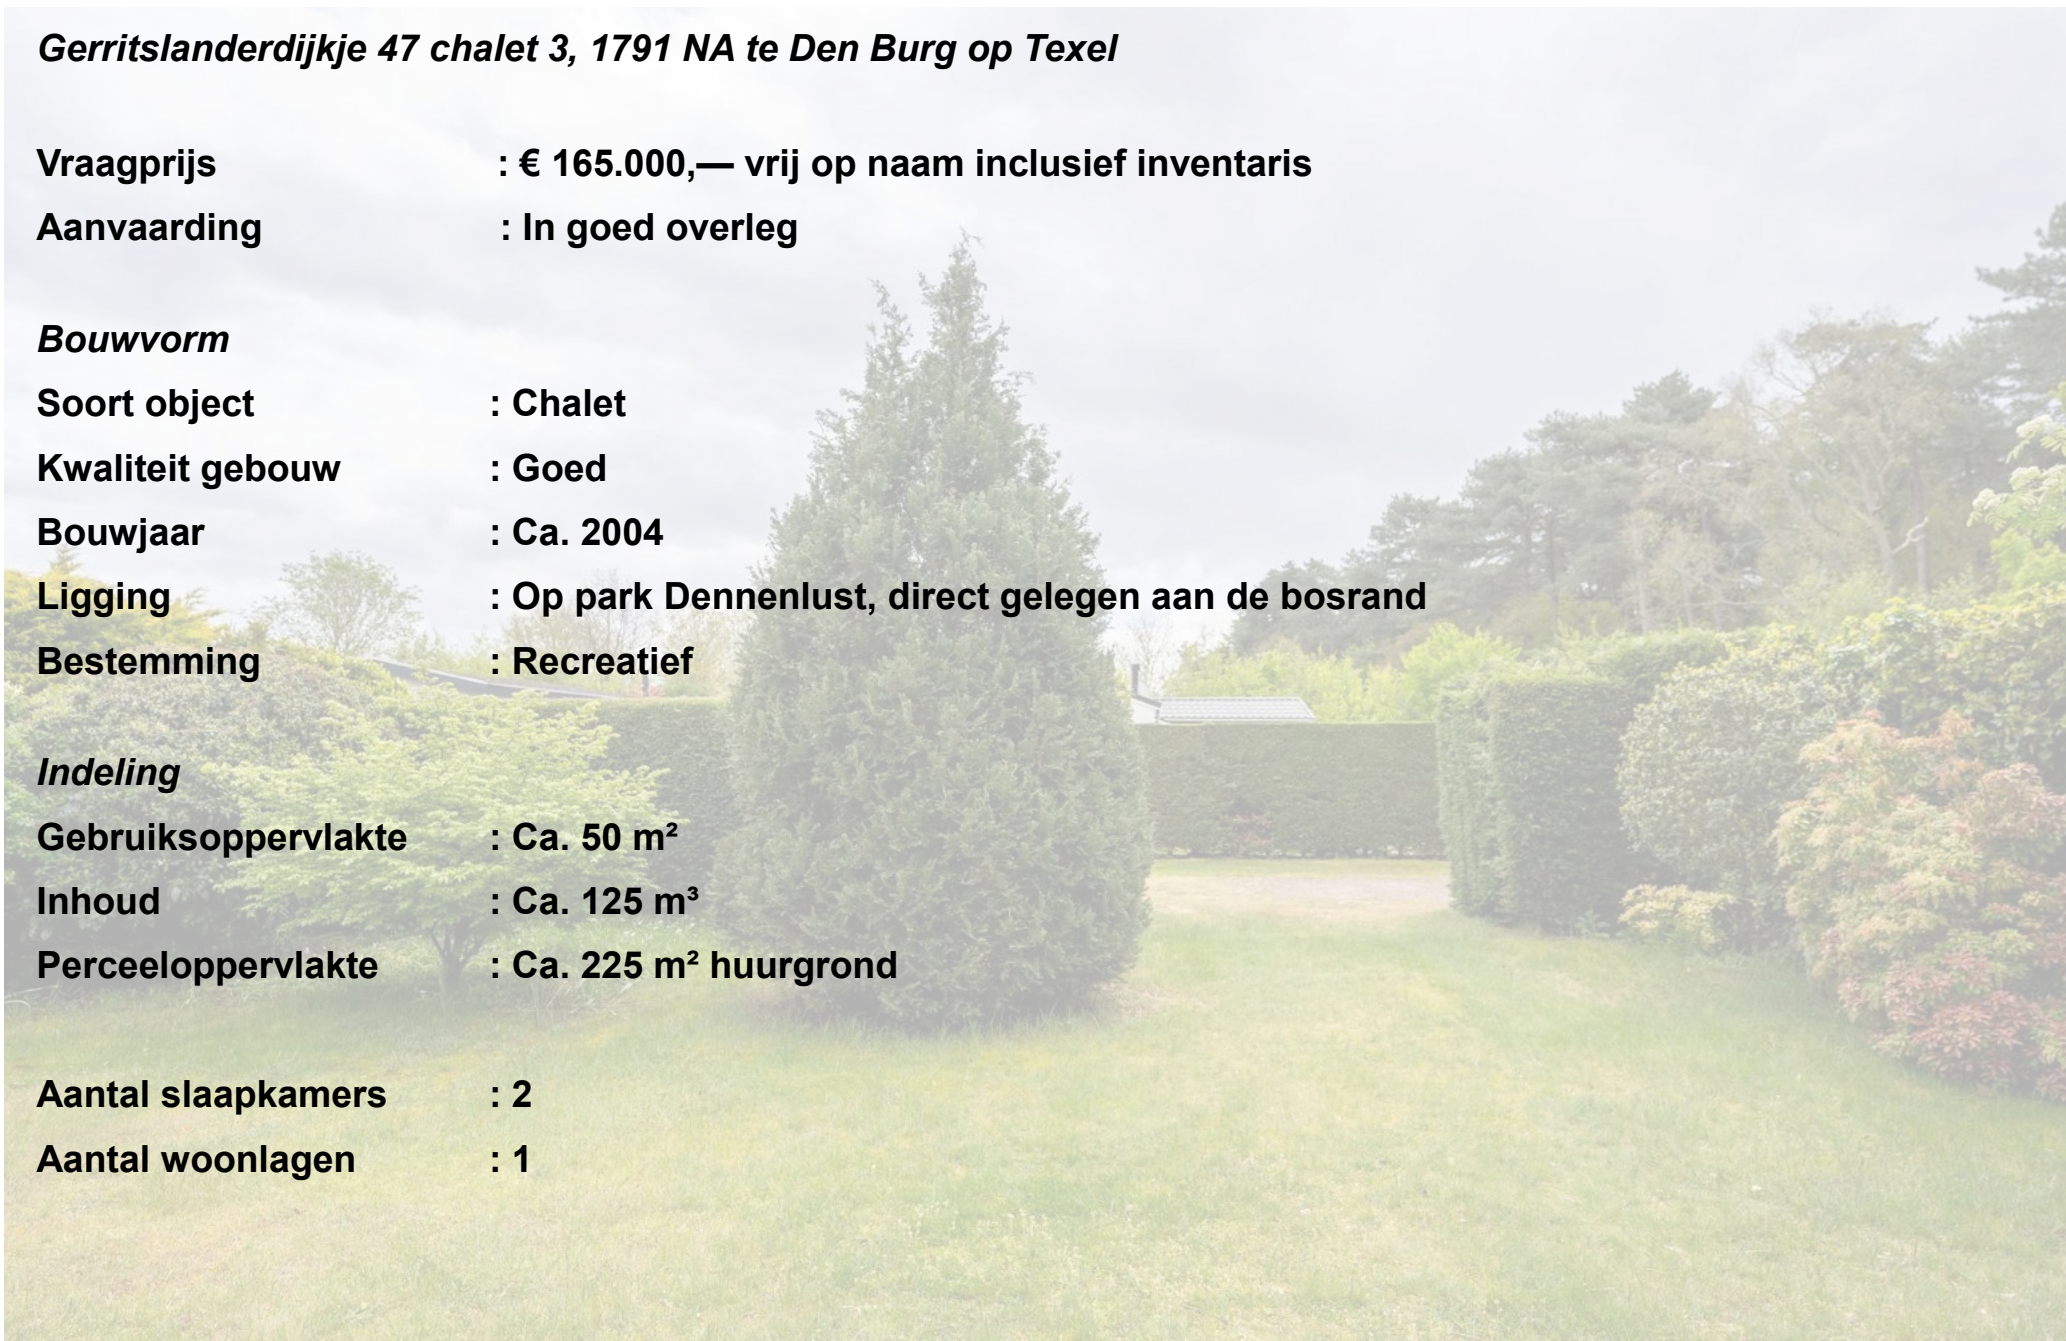 Gerritslanderdijkje 47 chalet 3, 1791 NA te Den Burg op Texel
Vraagprijs : € 165.000,— vrij op naam inclusief inventaris
Aanvaarding : In goed overleg
Bouwvorm
Soort object : Chalet
Kwaliteit gebouw : Goed
Bouwjaar : Ca. 2004
Ligging : Op park Dennenlust, direct gelegen aan de bosrand
Bestemming : Recreatief
Indeling
Gebruiksoppervlakte : Ca. 50 m²
Inhoud : Ca. 125 m³
Perceeloppervlakte : Ca. 225 m² huurgrond
Aantal slaapkamers : 2
Aantal woonlagen : 1